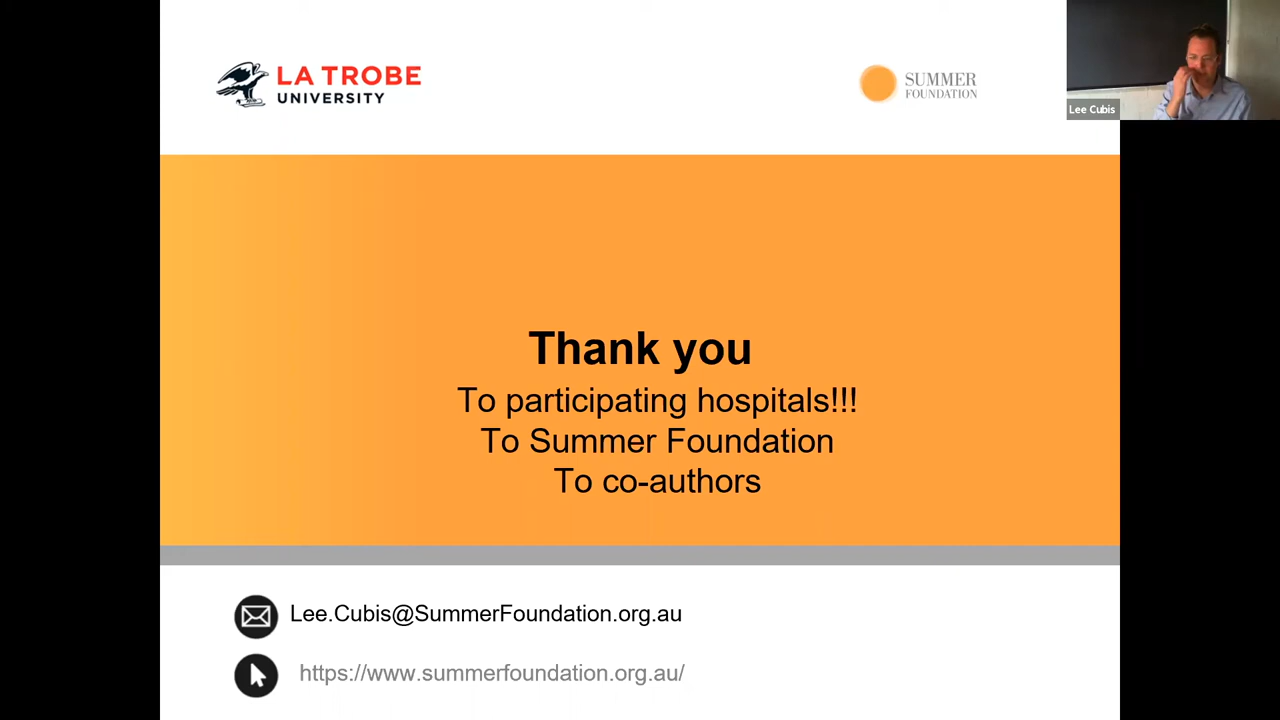 LA TROBE
UNIVERSITY
SUMMER
FOUNDATION
Lee Cubis
Thank you
To participating hospitals!!!
To Summer Foundation
To co-authors
Lee.Cubis@SummerFoundation.org.au
https://www.summerfoundation.org.au/